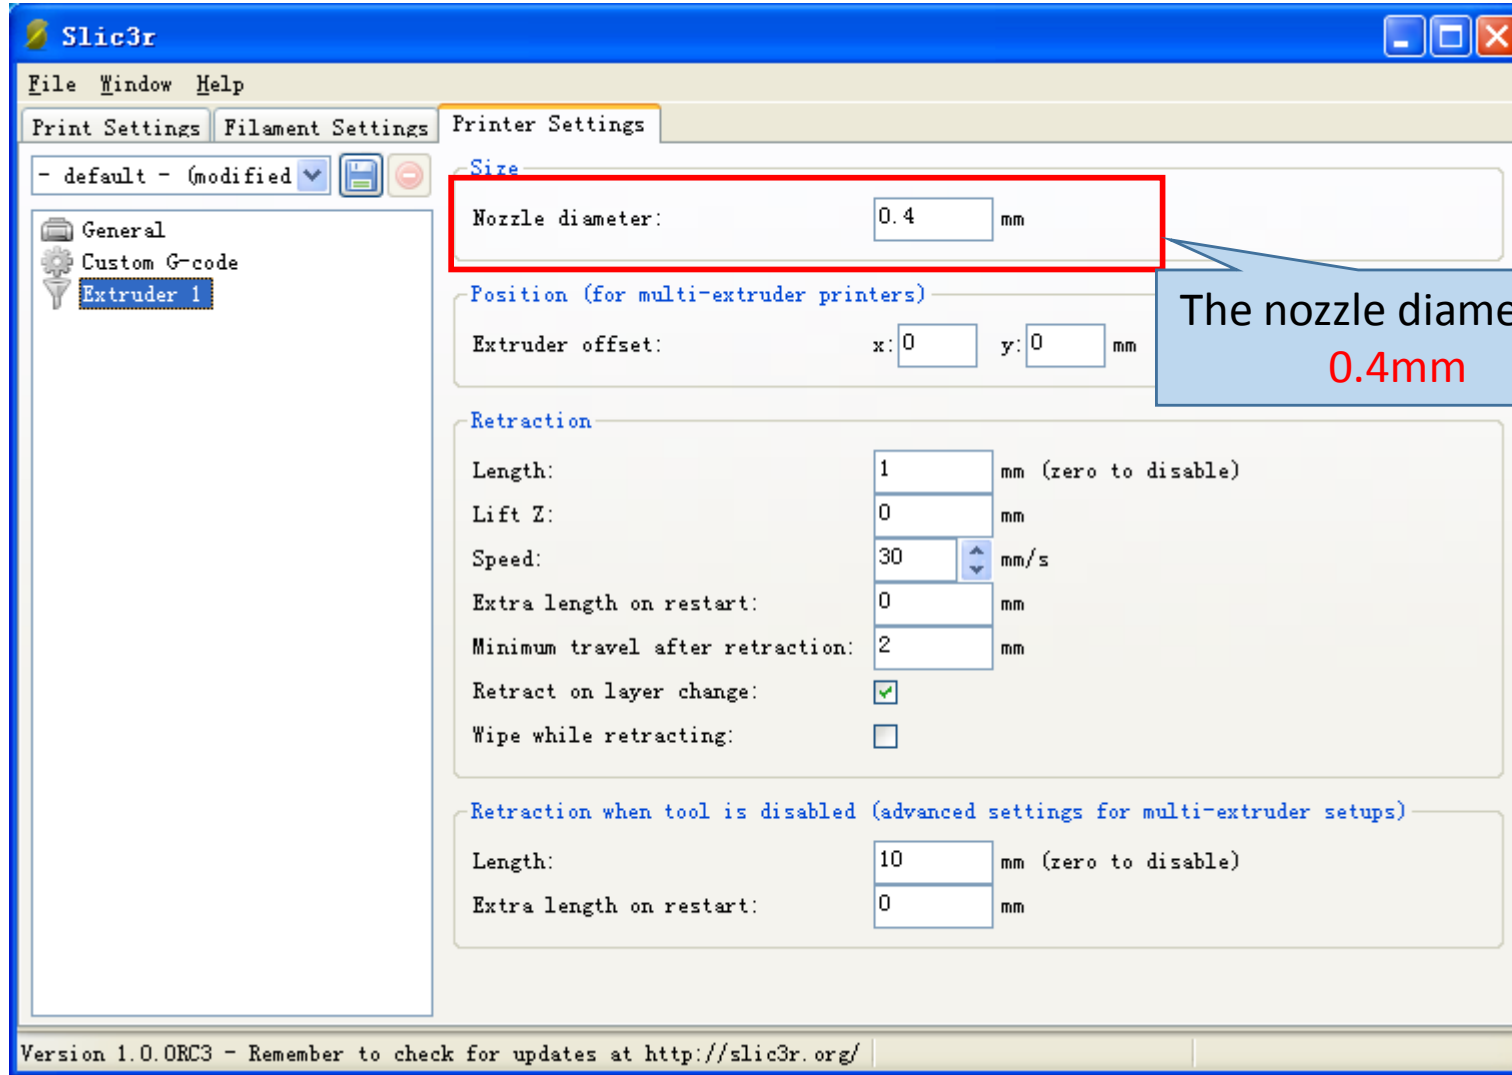 Slic3r
File Window Help
Print Settings Filament Settings Printer Settings
- default - (modified
General
Custom G-code
Extruder 1
Size
Nozzle diameter: 0.4 mm
The nozzle
0.4mm
Position (for multi-extruder printers)
Extruder offset: x: 0 y: 0 mm
Retraction
Length: 1 mm (zero to disable)
Lift Z: 0 mm
Speed: 30 mm/s
Extra length on restart: 0 mm
Minimum travel after retraction: 2 mm
Retract on layer change:
Wipe while retracting:
Retraction when tool is disabled (advanced settings for multi-extruder setups)
Length: 10 mm (zero to disable)
Extra length on restart: 0 mm
Version 1.0.0RC3 - Remember to check for updates at http://slic3r.org/